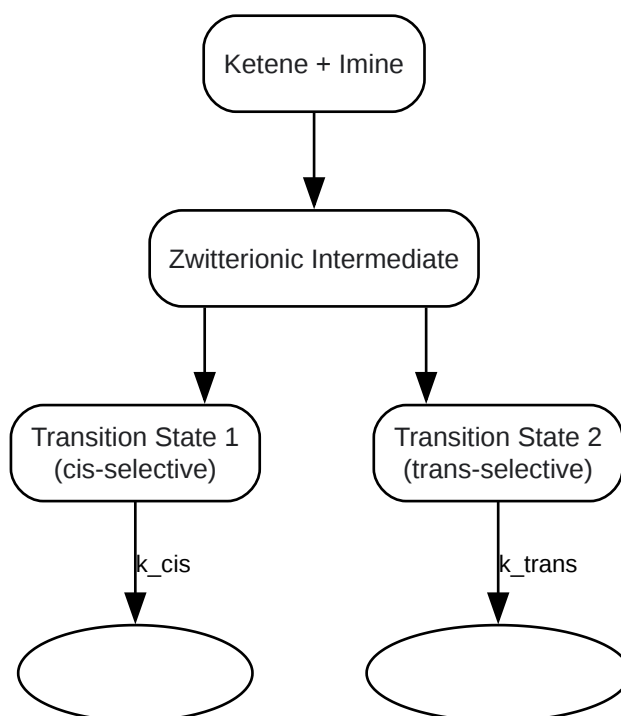 Ketene + Imine
Zwitterionic Intermediate
Transition State 1
(cis-selective)
Transition State 2
(trans-selective)
k_cis
k_trans